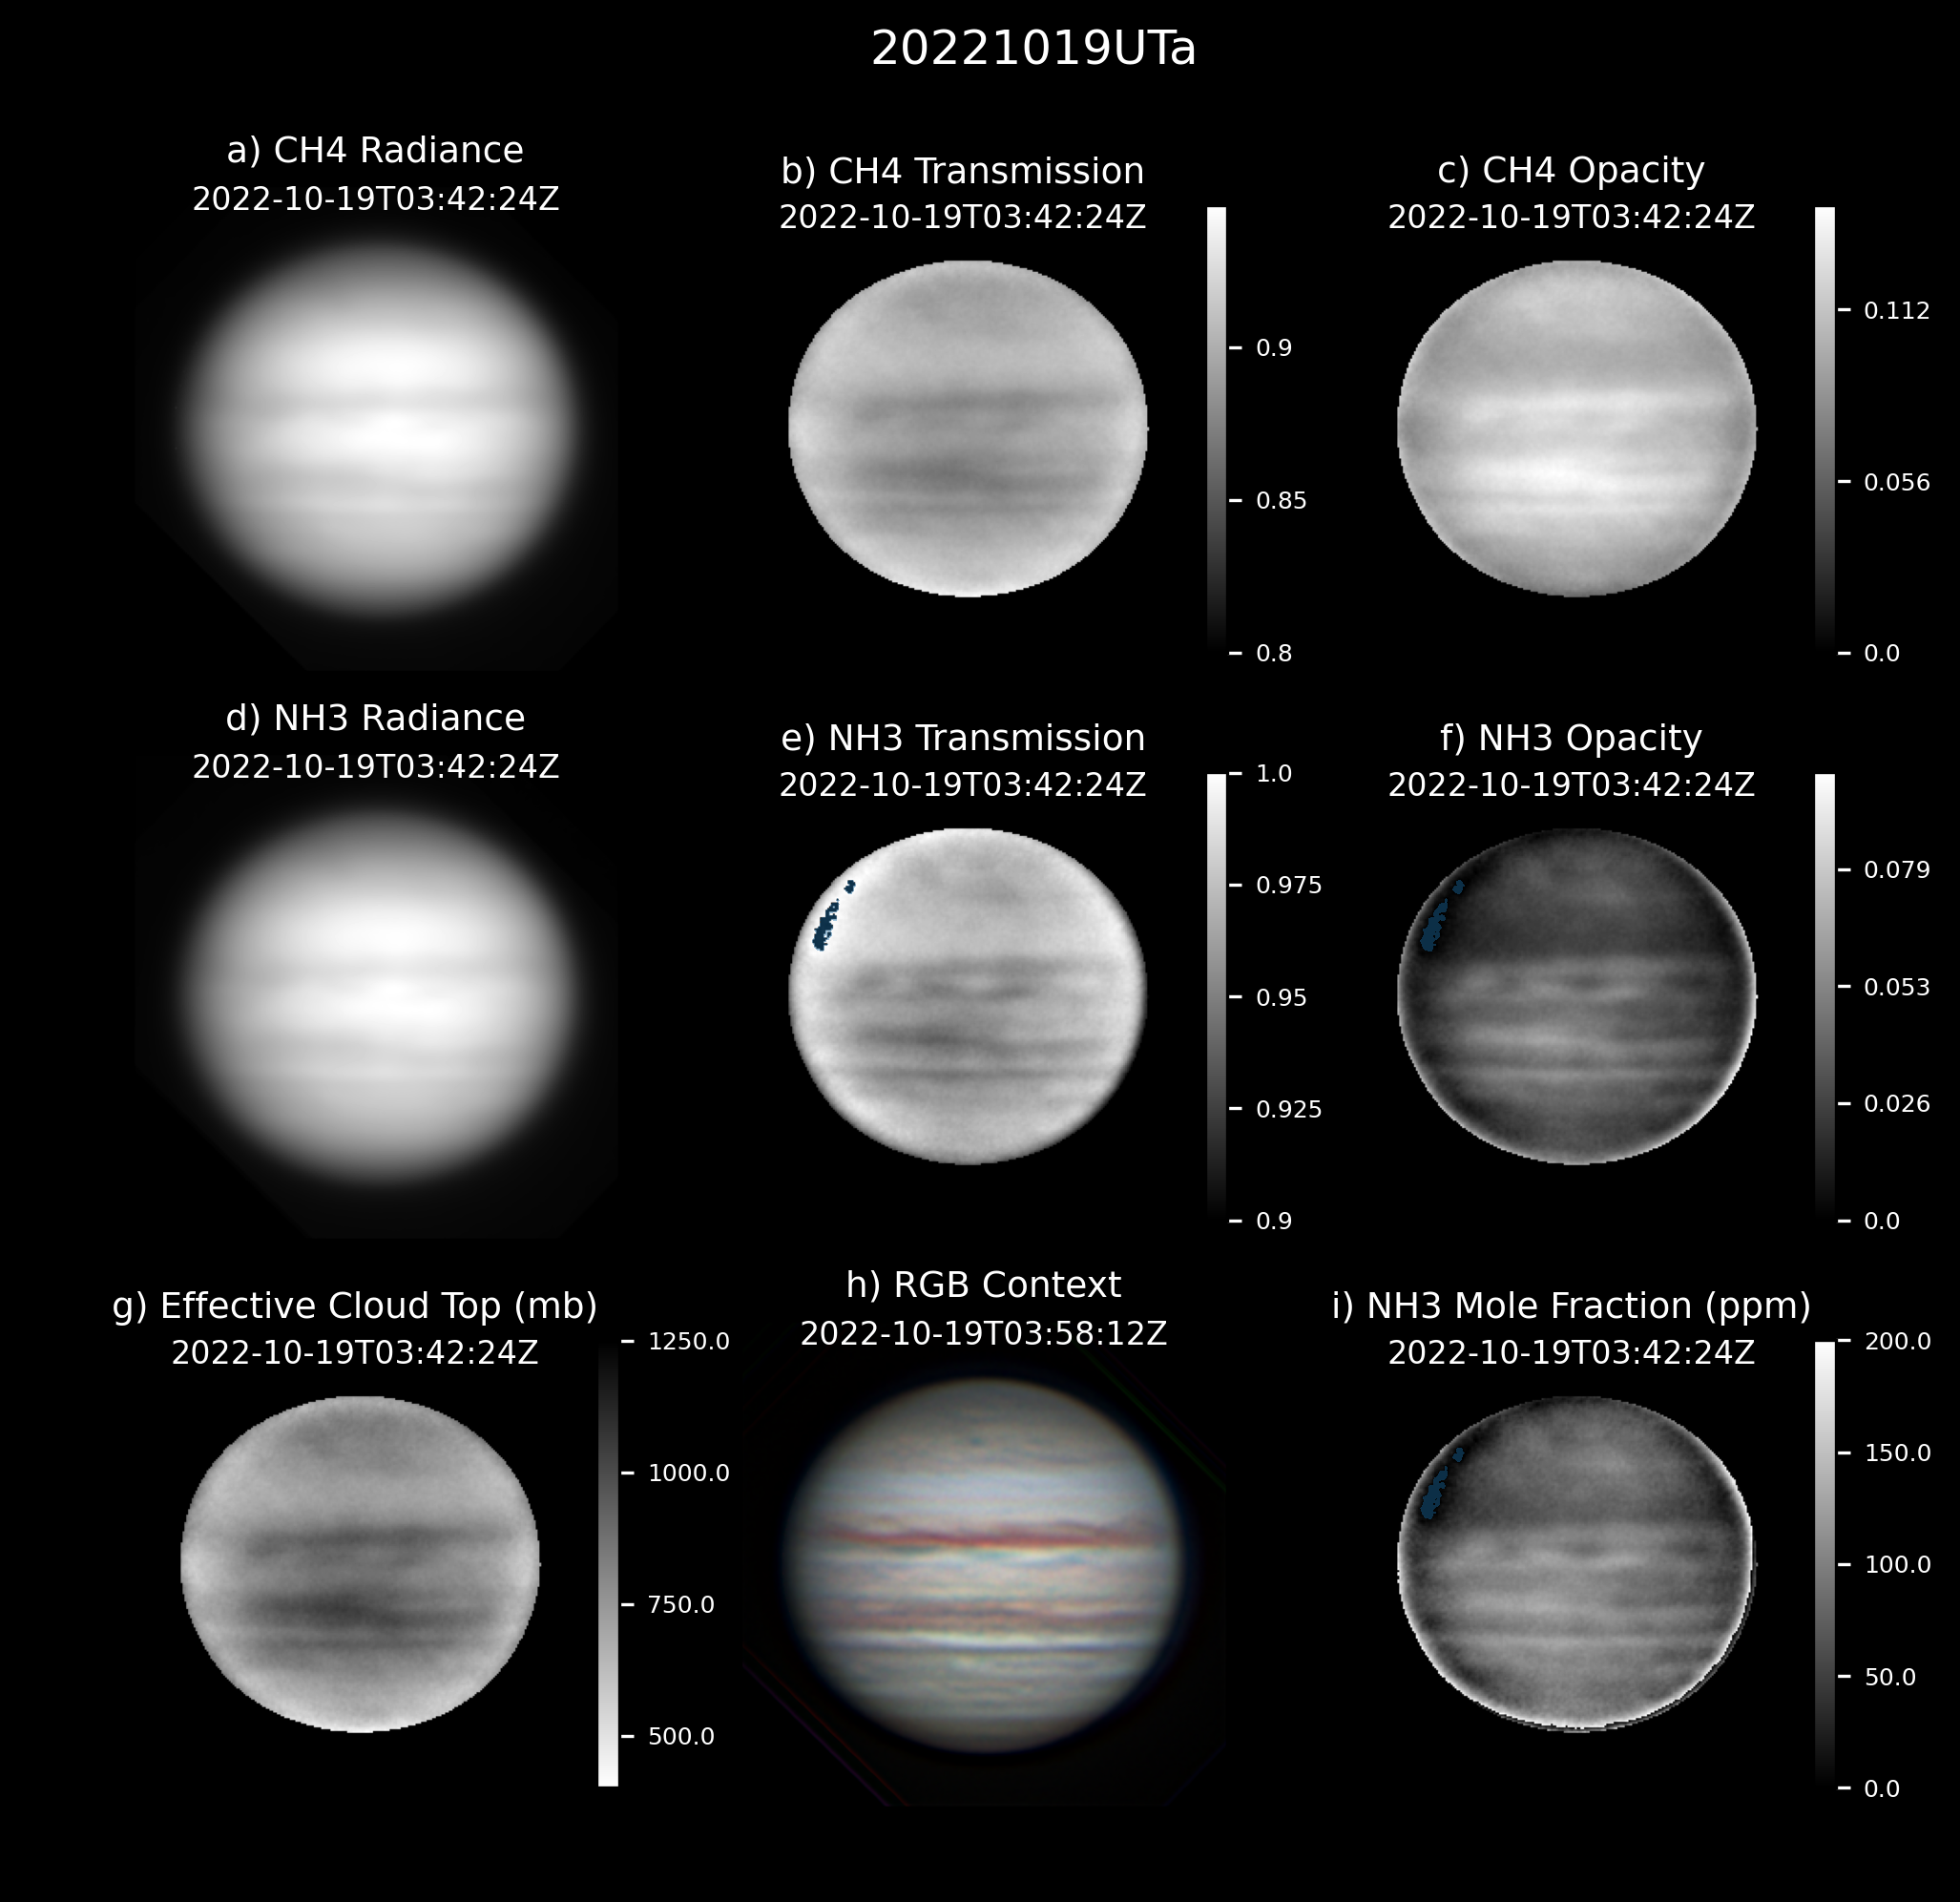 20221019UTa
a) CH4 Radiance
2022-10-19T03:42:24Z
b) CH4 Transmission
2022-10-19T03:42:24Z
0.9
0.85
0.8
c) CH4 Opacity
2022-10-19T03:42:24Z
0.112
0.056
0.0
d) NH3 Radiance
2022-10-19T03:42:24Z
e) NH3 Transmission
2022-10-19T03:42:24Z
1.0
0.975
0.95
0.925
0.9
f) NH3 Opacity
2022-10-19T03:42:24Z
0.079
0.053
0.026
0.0
g) Effective Cloud Top (mb)
2022-10-19T03:42:24Z
1250.0
1000.0
750.0
500.0
h) RGB Context
2022-10-19T03:58:12Z
i) NH3 Mole Fraction (ppm)
2022-10-19T03:42:24Z
200.0
150.0
100.0
50.0
0.0